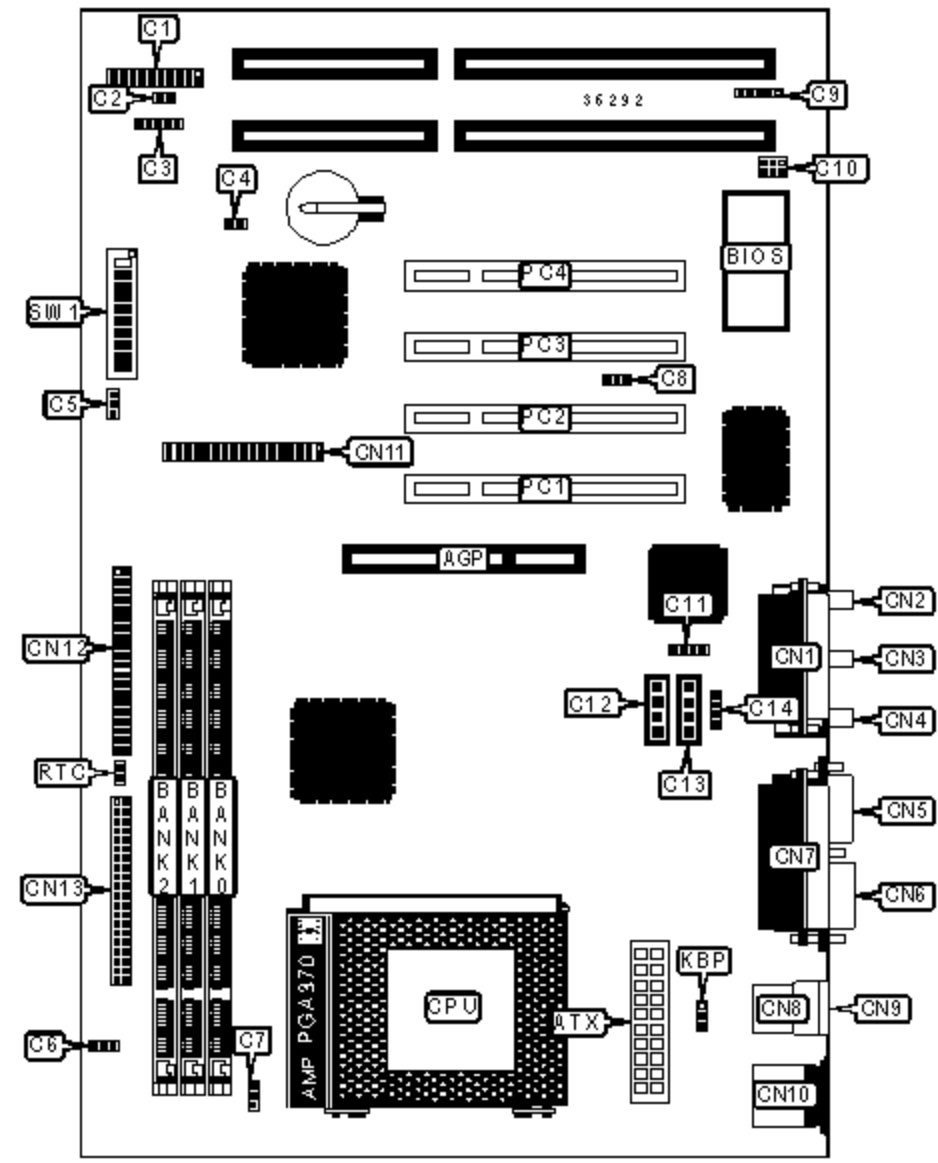 C1
C2
36292
C9
C3
C10
C4
BIOS
PC4
SW1
PC3
C8
C5
PC2
CN11
PC1
AGP
C11
CN2
CN12
CN1
CN3
C12
C14
CN4
RTC
C13
BANK2
BANK1
BANK0
CN5
CN7
CN13
CN6
KBP
AMP PGA370
CPU
ATX
CN8
CN9
C6
C7
CN10